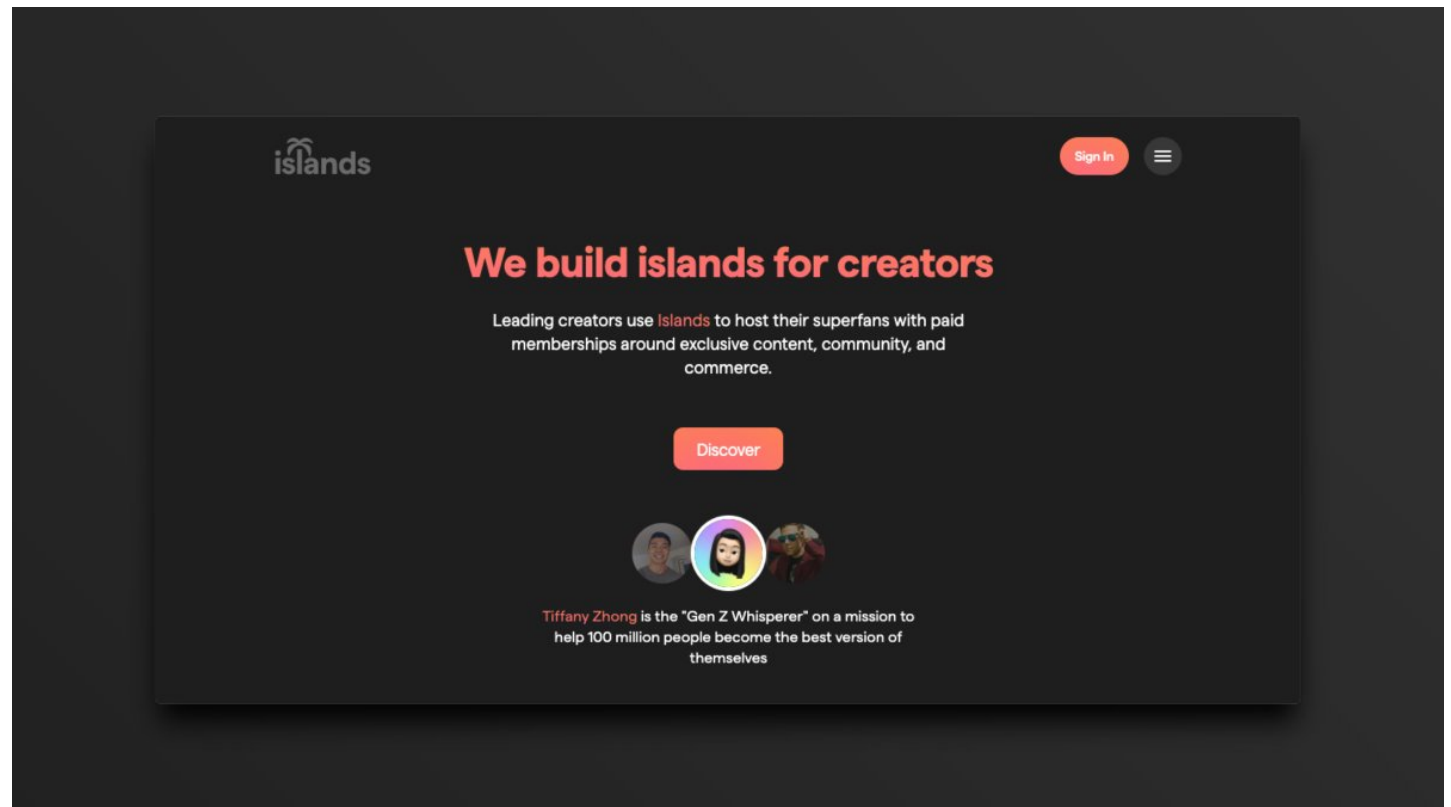 islands
Sign In
We build islands for creators
Leading creators use Islands to host their superfans with paid
memberships around exclusive content, community, and
commerce.
Discover
Tiffany Zhong is the "Gen Z Whisperer" on a mission to
help 100 million people become the best version of
themselves